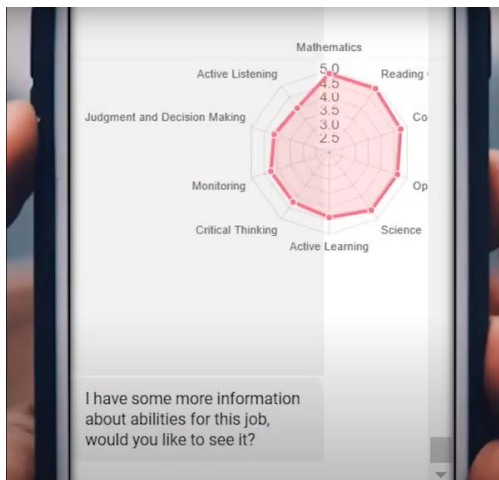 Mathematics
Active Listening
Reading
5.0
4.5
4.0
3.5
3.0
2.5
Judgment and Decision Making
Co
Monitoring
Op
Critical Thinking
Science
Active Learning
I have some more information
about abilities for this job,
would you like to see it?